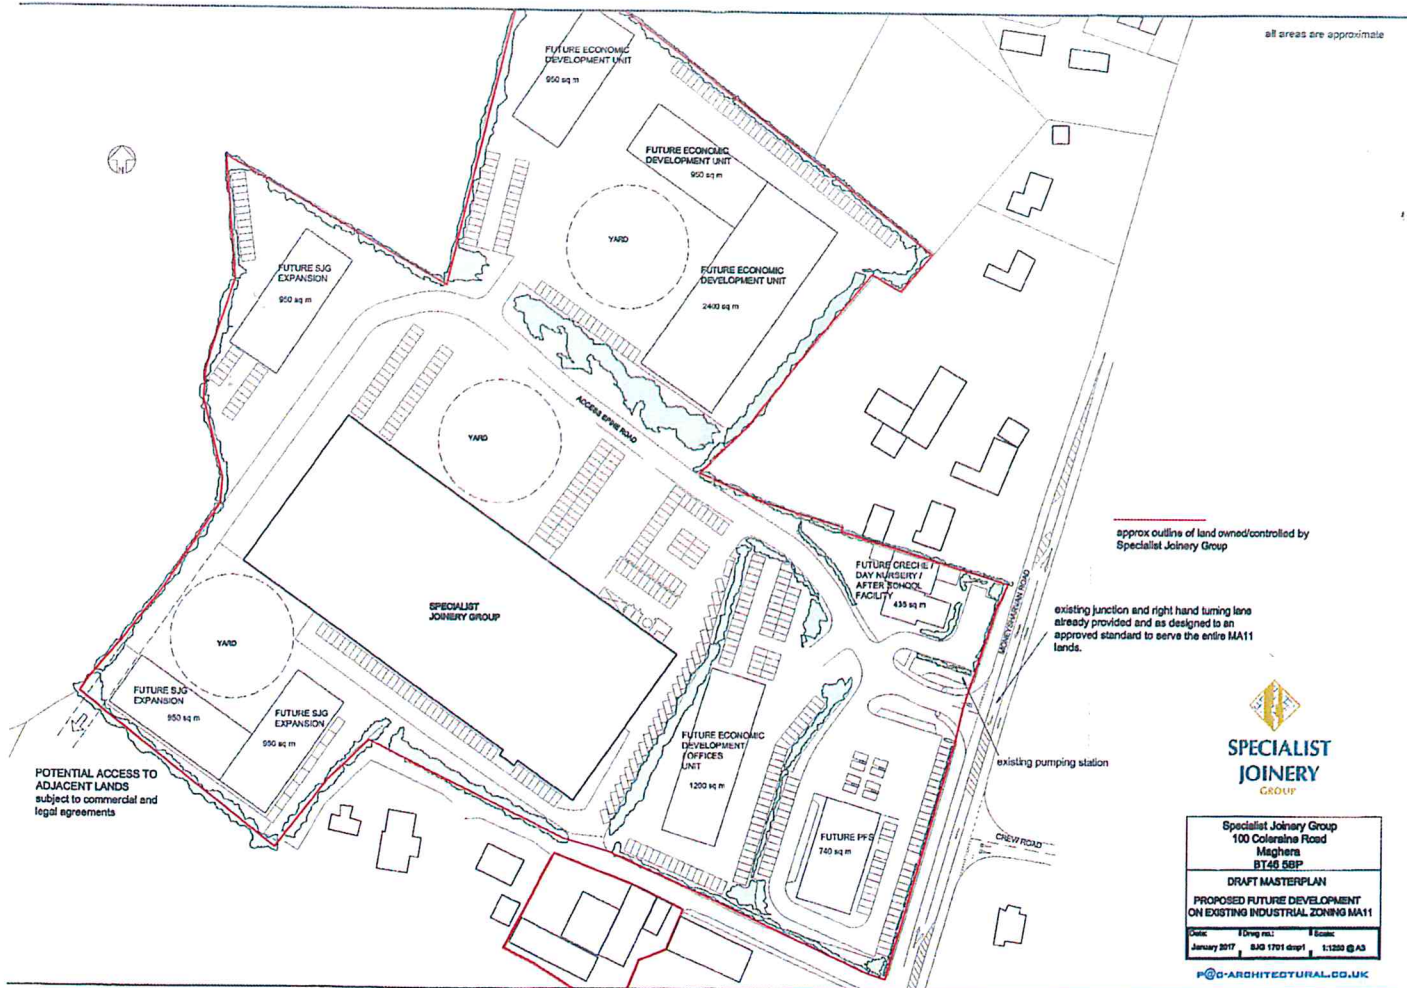 all areas are approximate
FUTURE ECONOMIC
DEVELOPMENT UNIT
950 sq m
FUTURE ECONOMIC
DEVELOPMENT UNIT
950 sq m
YARD
FUTURE ECONOMIC
DEVELOPMENT UNIT
2400 sq m
N
FUTURE SJG
EXPANSION
950 sq m
YARD
ACCESS SPINE ROAD
SPECIALIST
JOINERY GROUP
YARD
FUTURE SJG
EXPANSION
950 sq m
FUTURE SJG
EXPANSION
950 sq m
POTENTIAL ACCESS TO
ADJACENT LANDS
subject to commercial and
legal agreements
FUTURE CRECHE /
DAY NURSERY /
AFTER SCHOOL
FACILITY
435 sq m
FUTURE ECONOMIC
DEVELOPMENT
/ OFFICES
UNIT
1200 sq m
FUTURE PFS
740 sq m
MONEYSHARVAN ROAD
CREW ROAD
approx outline of land owned/controlled by
Specialist Joinery Group
existing junction and right hand turning lane
already provided and as designed to an
approved standard to serve the entire MA11
lands.
existing pumping station
SPECIALIST
JOINERY
GROUP
Specialist Joinery Group
100 Coleraine Road
Maghera
BT46 5BP
DRAFT MASTERPLAN
PROPOSED FUTURE DEVELOPMENT
ON EXISTING INDUSTRIAL ZONING MA11
Date: Drwg no.: Scale:
January 2017 SJG 1701 dmp1 1:1250 @ A3
P@D-ARCHITECTURAL.CO.UK